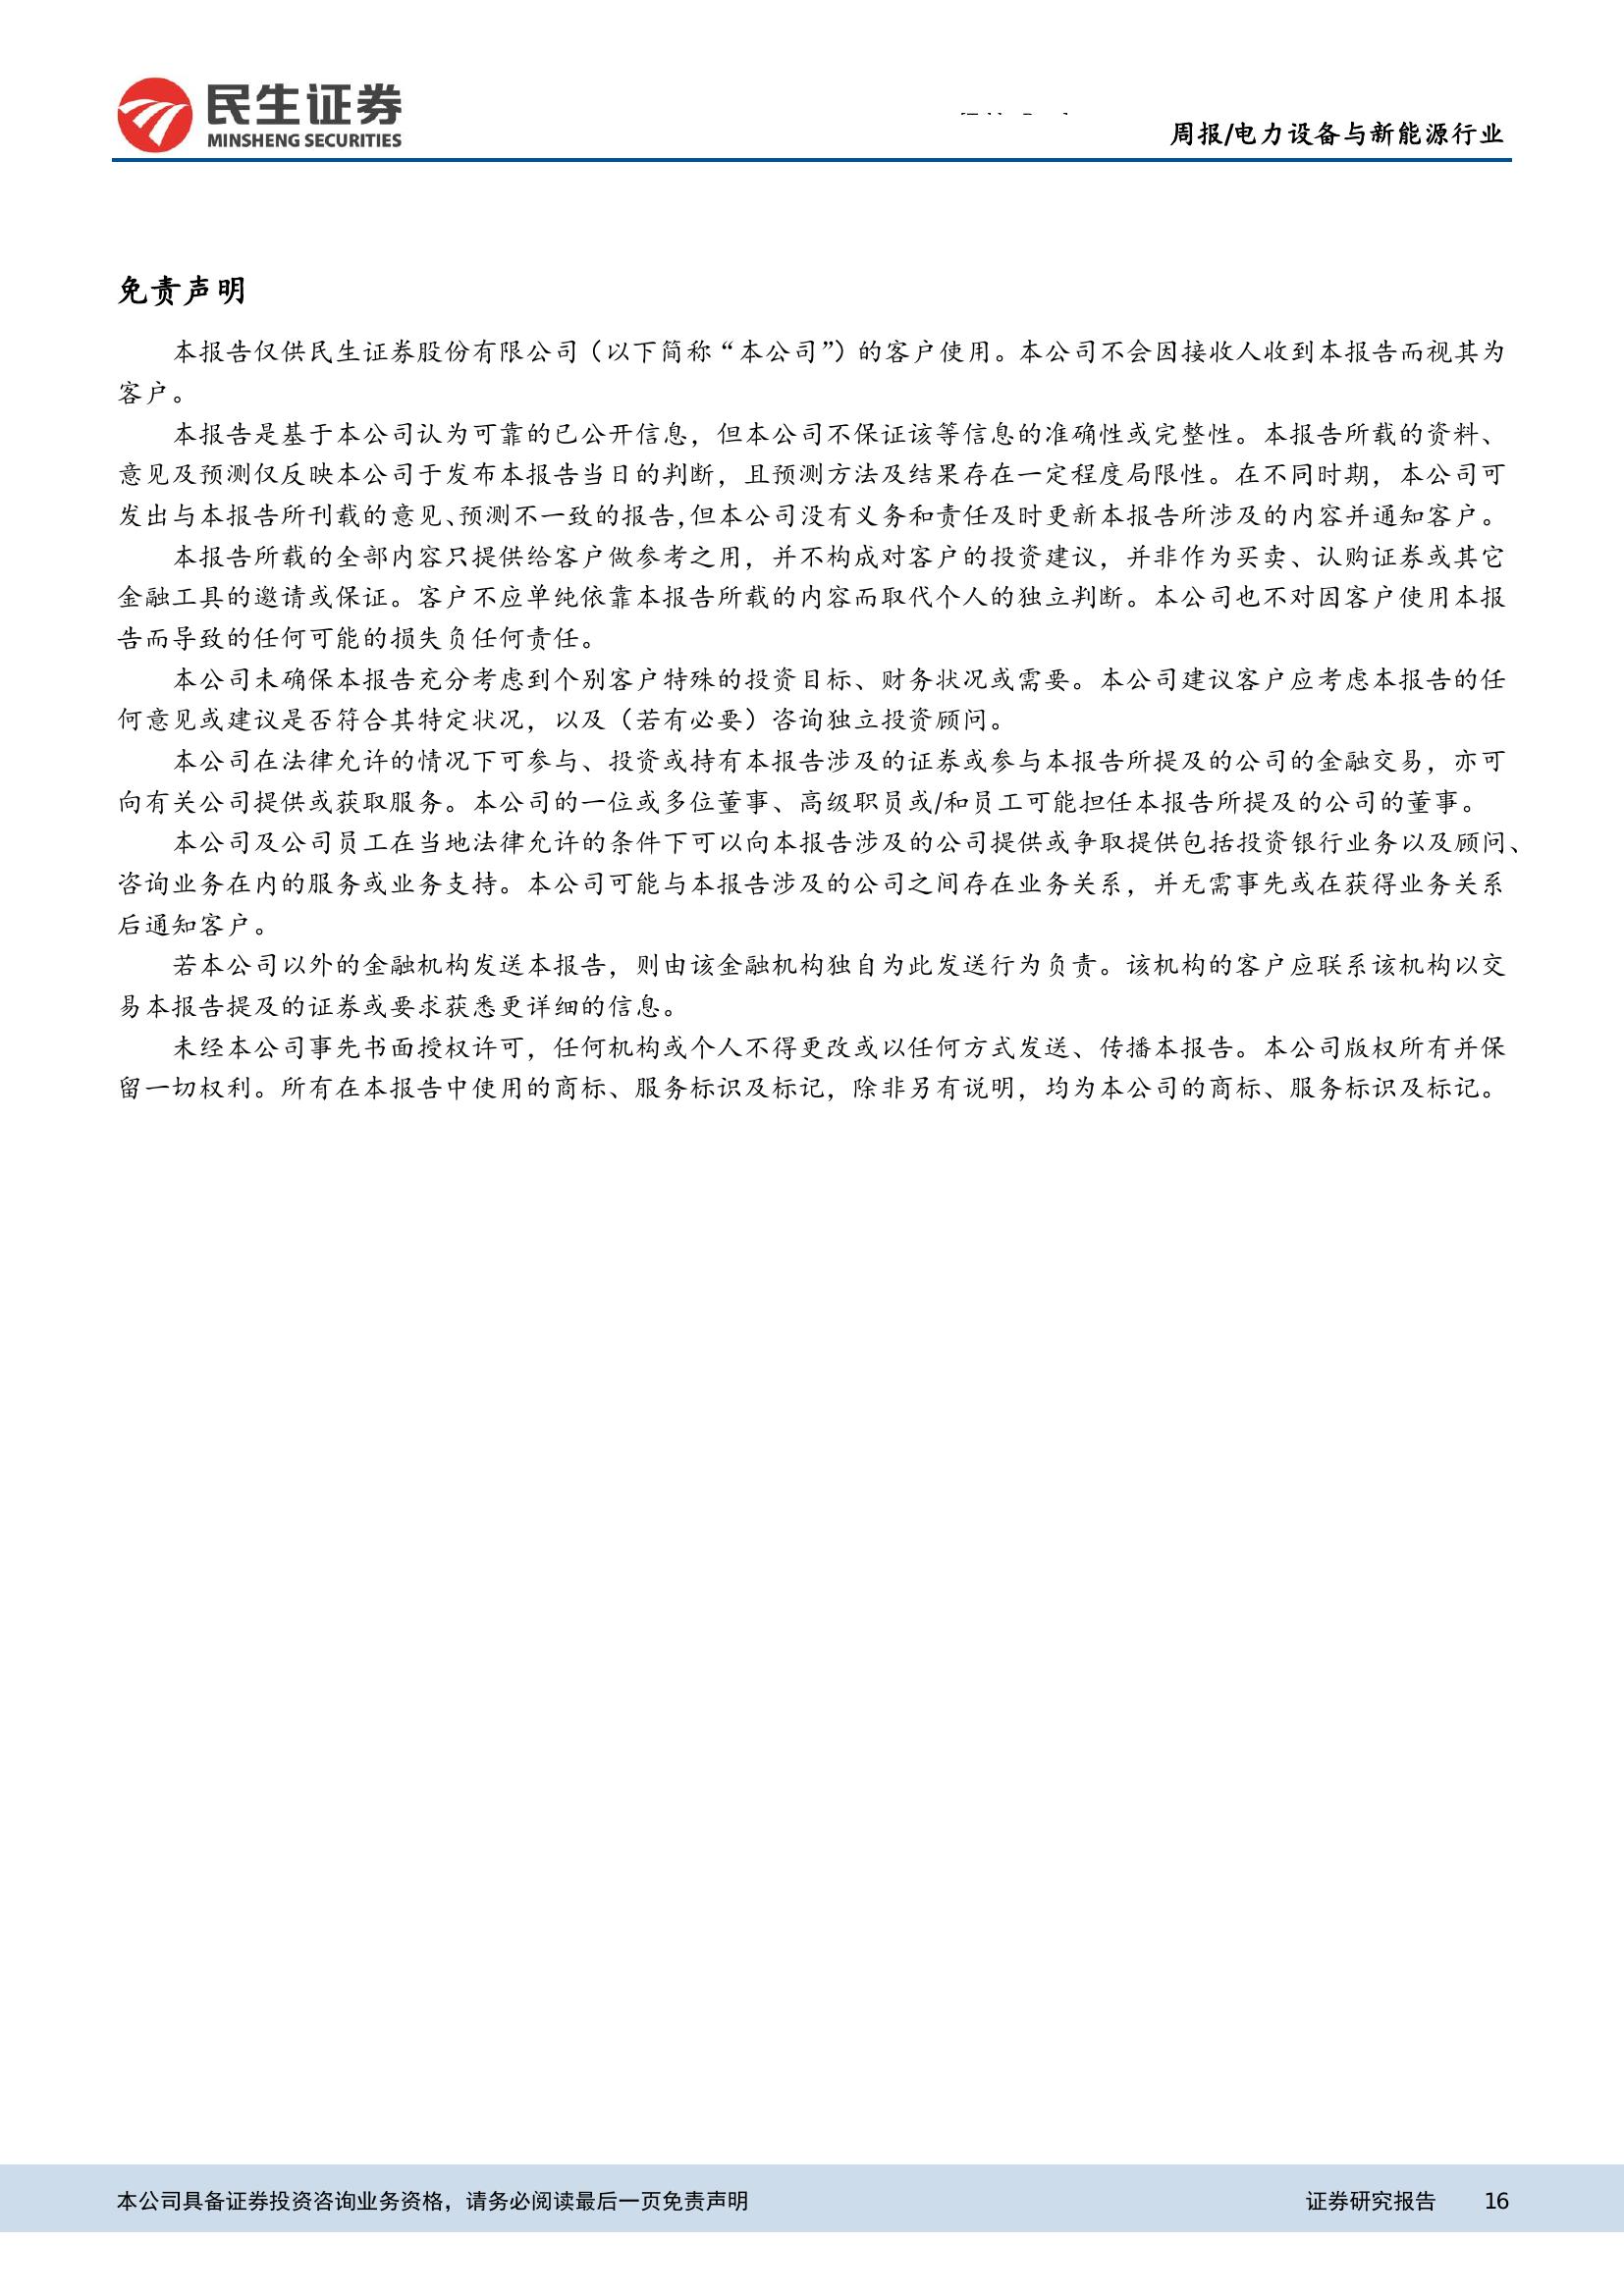 民生证券
MINSHENG SECURITIES
周报/电力设备与新能源行业
免责声明
本报告仅供民生证券股份有限公司（以下简称“本公司”）的客户使用。本公司不会因接收人收到本报告而视其为
客户。
本报告是基于本公司认为可靠的已公开信息，但本公司不保证该等信息的准确性或完整性。本报告所载的资料、
意见及预测仅反映本公司于发布本报告当日的判断，且预测方法及结果存在一定程度局限性。在不同时期，本公司可
发出与本报告所刊载的意见、预测不一致的报告，但本公司没有义务和责任及时更新本报告所涉及的内容并通知客户。
本报告所载的全部内容只提供给客户做参考之用，并不构成对客户的投资建议，并非作为买卖、认购证券或其它
金融工具的邀请或保证。客户不应单纯依靠本报告所载的内容而取代个人的独立判断。本公司也不对因客户使用本报
告而导致的任何可能的损失负任何责任。
本公司未确保本报告充分考虑到个别客户特殊的投资目标、财务状况或需要。本公司建议客户应考虑本报告的任
何意见或建议是否符合其特定状况，以及（若有必要）咨询独立投资顾问。
本公司在法律允许的情况下可参与、投资或持有本报告涉及的证券或参与本报告所提及的公司的金融交易，亦可
向有关公司提供或获取服务。本公司的一位或多位董事、高级职员或/和员工可能担任本报告所提及的公司的董事。
本公司及公司员工在当地法律允许的条件下可以向本报告涉及的公司提供或争取提供包括投资银行业务以及顾问、
咨询业务在内的服务或业务支持。本公司可能与本报告涉及的公司之间存在业务关系，并无需事先或在获得业务关系
后通知客户。
若本公司以外的金融机构发送本报告，则由该金融机构独自为此发送行为负责。该机构的客户应联系该机构以交
易本报告提及的证券或要求获悉更详细的信息。
未经本公司事先书面授权许可，任何机构或个人不得更改或以任何方式发送、传播本报告。本公司版权所有并保
留一切权利。所有在本报告中使用的商标、服务标识及标记，除非另有说明，均为本公司的商标、服务标识及标记。
本公司具备证券投资咨询业务资格，请务必阅读最后一页免责声明
证券研究报告 16